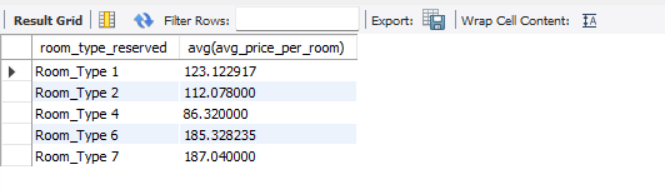 Result Grid Filter Rows: Export: Wrap Cell Content: IA
room_type_reserved avg(avg_price_per_room)
Room_Type 1 123.122917
Room_Type 2 112.078000
Room_Type 4 86.320000
Room_Type 6 185.328235
Room_Type 7 187.040000